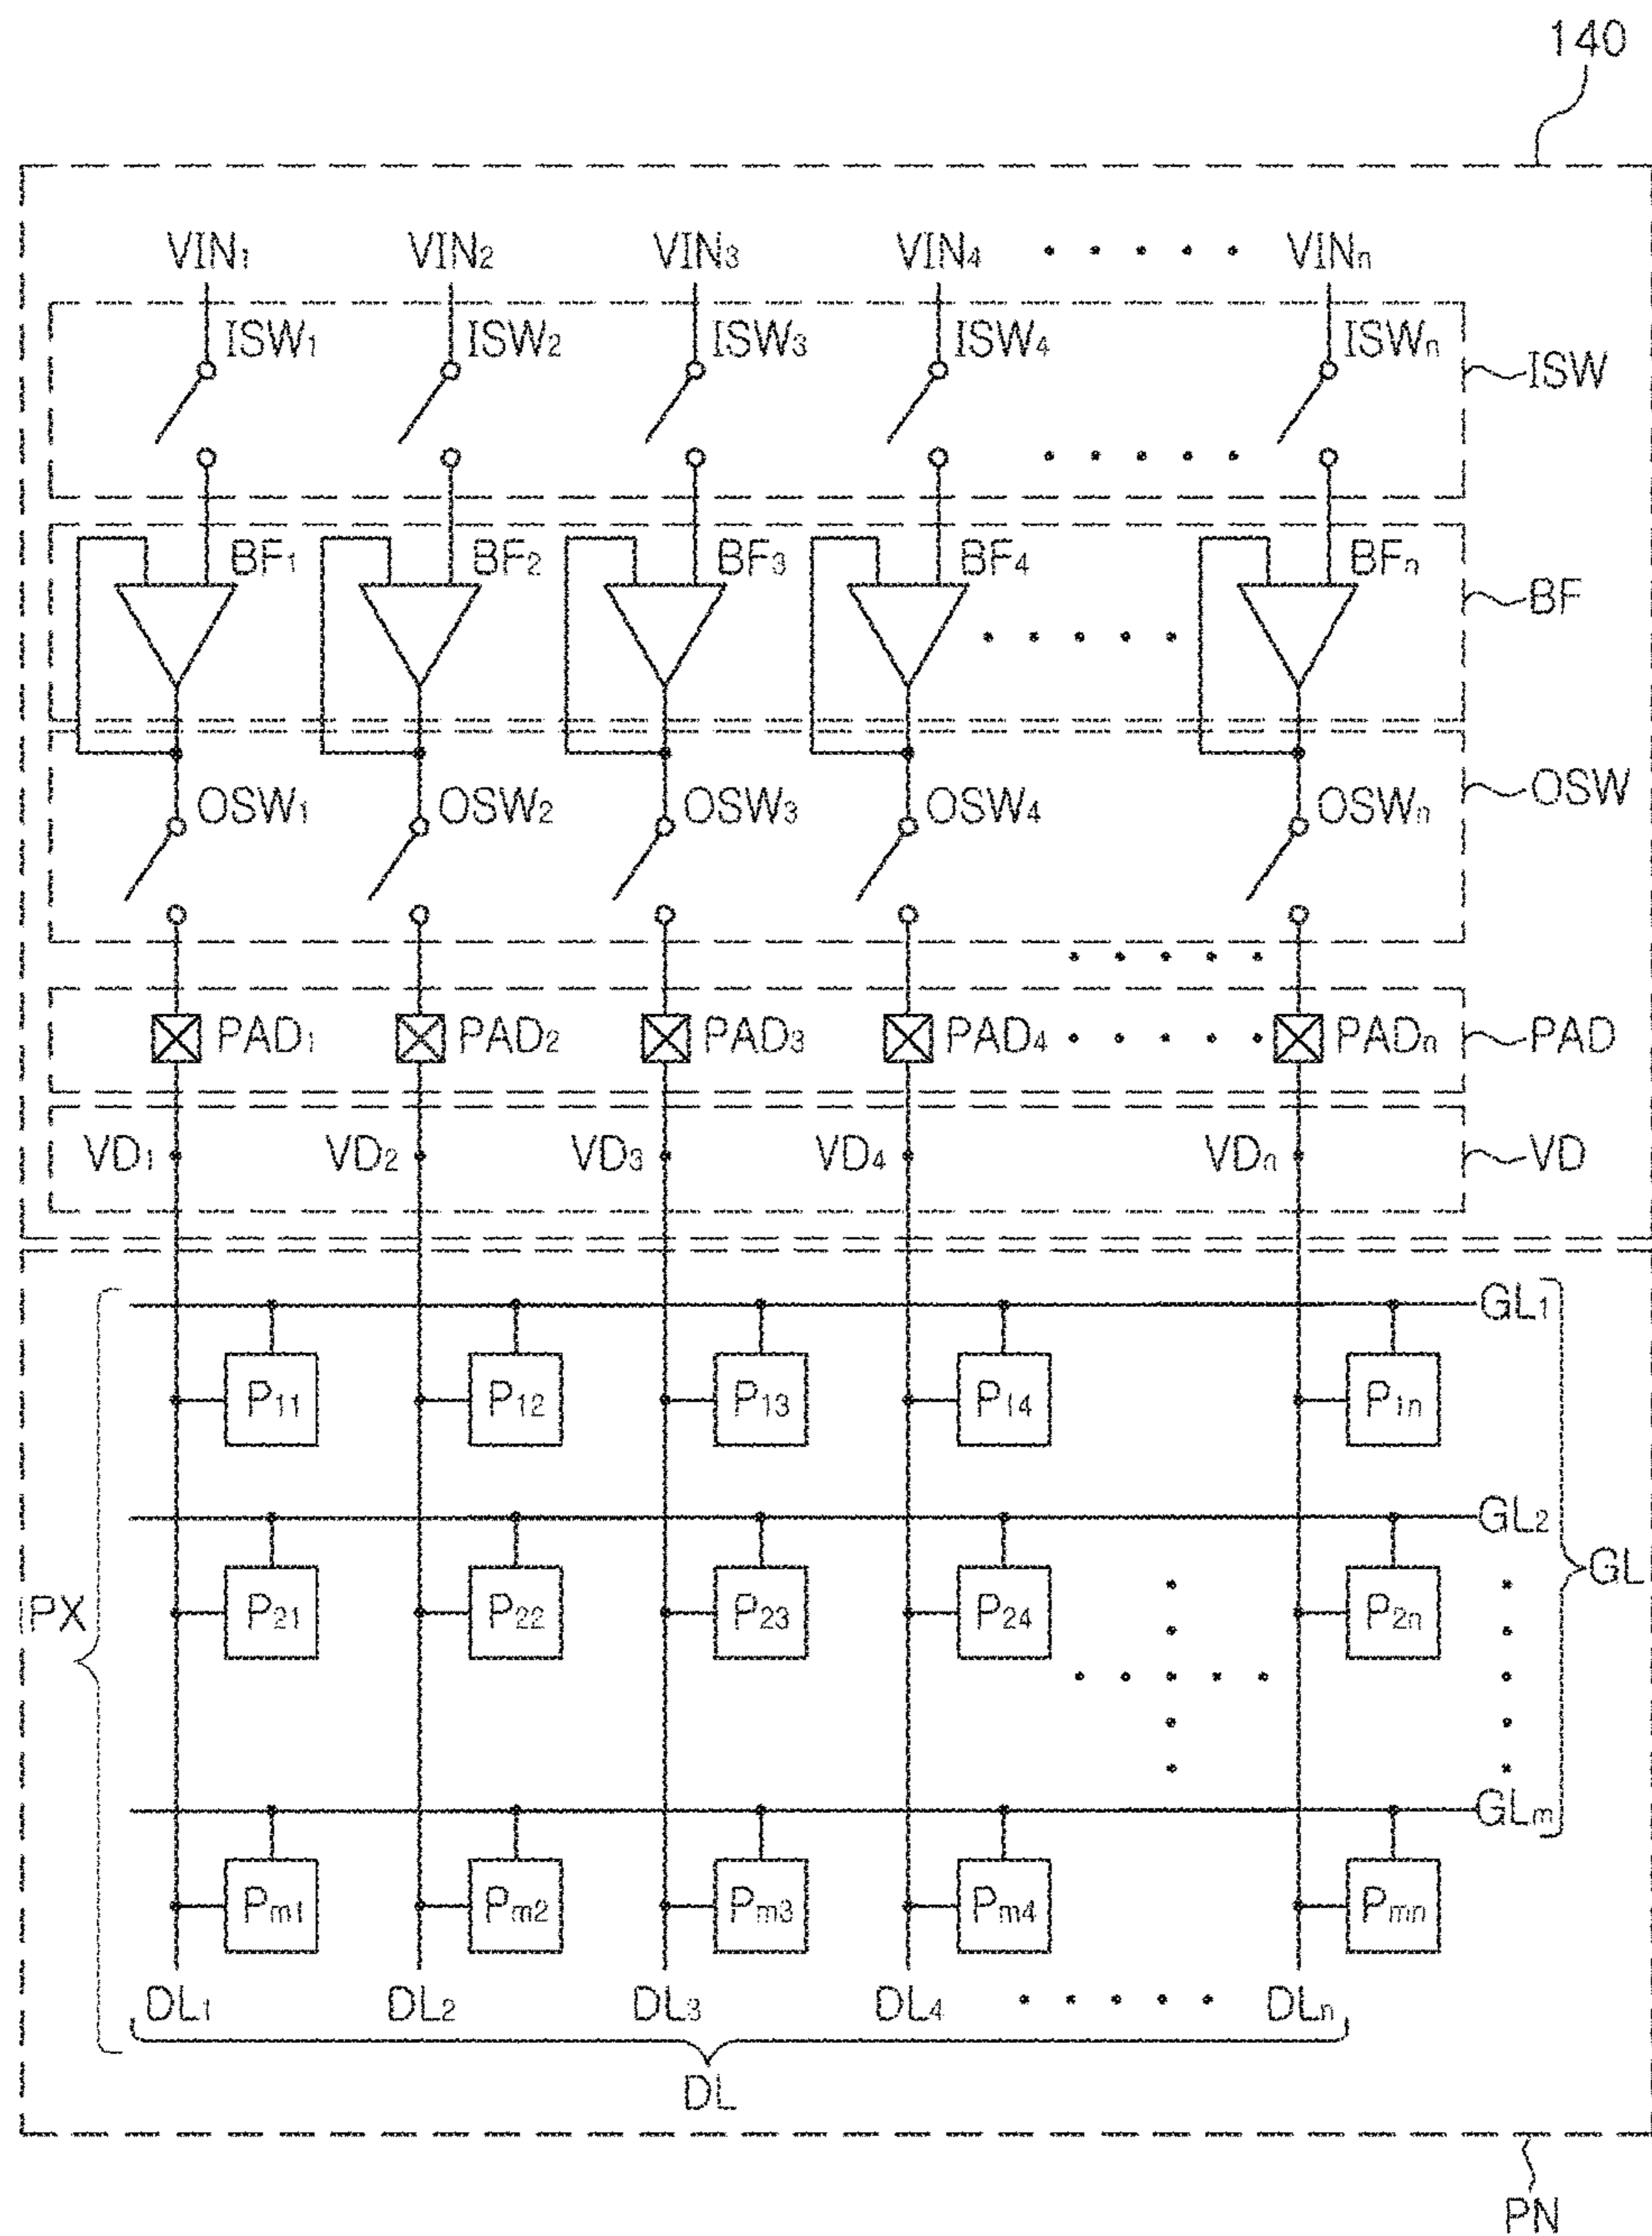 140
VIN₁ VIN₂ VIN₃ VIN₄ VINₙ
ISW₁ ISW₂ ISW₃ ISW₄ ISWₙ ISW
BF₁ BF₂ BF₃ BF₄ BFₙ BF
OSW₁ OSW₂ OSW₃ OSW₄ OSWₙ OSW
PAD₁ PAD₂ PAD₃ PAD₄ PADₙ PAD
VD₁ VD₂ VD₃ VD₄ VDₙ VD
GL₁
P₁₁ P₁₂ P₁₃ P₁₄ P₁ₙ
GL₂
GL
PX P₂₁ P₂₂ P₂₃ P₂₄ P₂ₙ
GLₘ
Pₘ₁ Pₘ₂ Pₘ₃ Pₘ₄ Pₘₙ
DL₁ DL₂ DL₃ DL₄ DLₙ
DL
PN